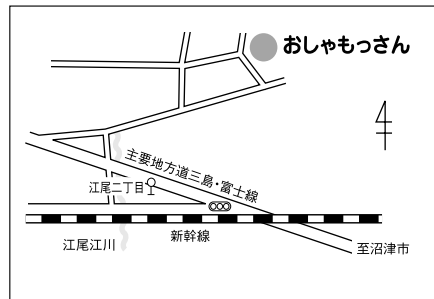 おしゃもっさん
主要地方道三島・富士線
江尾二丁目
江尾江川
新幹線
至沼津市